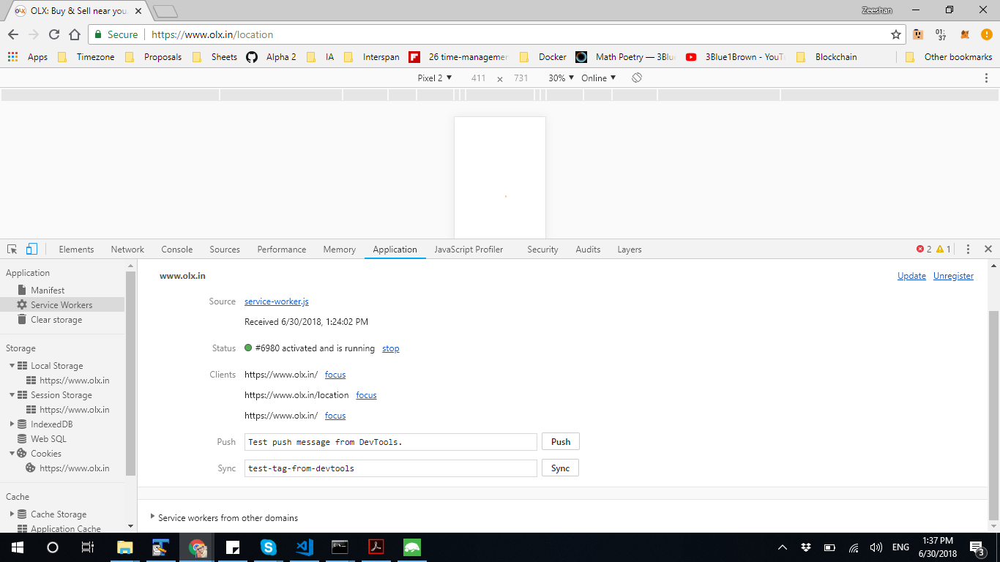 OLX: Buy & Sell near you
Zeeshan
Secure https://www.olx.in/location
01:
37
Apps Timezone Proposals Sheets Alpha 2 IA Interspan 26 time-managemen Docker Math Poetry — 3Blu 3Blue1Brown - YouTu Blockchain Other bookmarks
Pixel 2 411 × 731 30% Online
Elements Network Console Sources Performance Memory Application JavaScript Profiler Security Audits Layers 2 1
Application
Manifest
Service Workers
Clear storage
Storage
Local Storage
https://www.olx.in
Session Storage
https://www.olx.in
IndexedDB
Web SQL
Cookies
https://www.olx.in
Cache
Cache Storage
Application Cache
www.olx.in Update Unregister
Source service-worker.js
Received 6/30/2018, 1:24:02 PM
Status #6980 activated and is running stop
Clients https://www.olx.in/ focus
https://www.olx.in/location focus
https://www.olx.in/ focus
Push Test push message from DevTools. Push
Sync test-tag-from-devtools Sync
Service workers from other domains
ENG 1:37 PM
6/30/2018 3